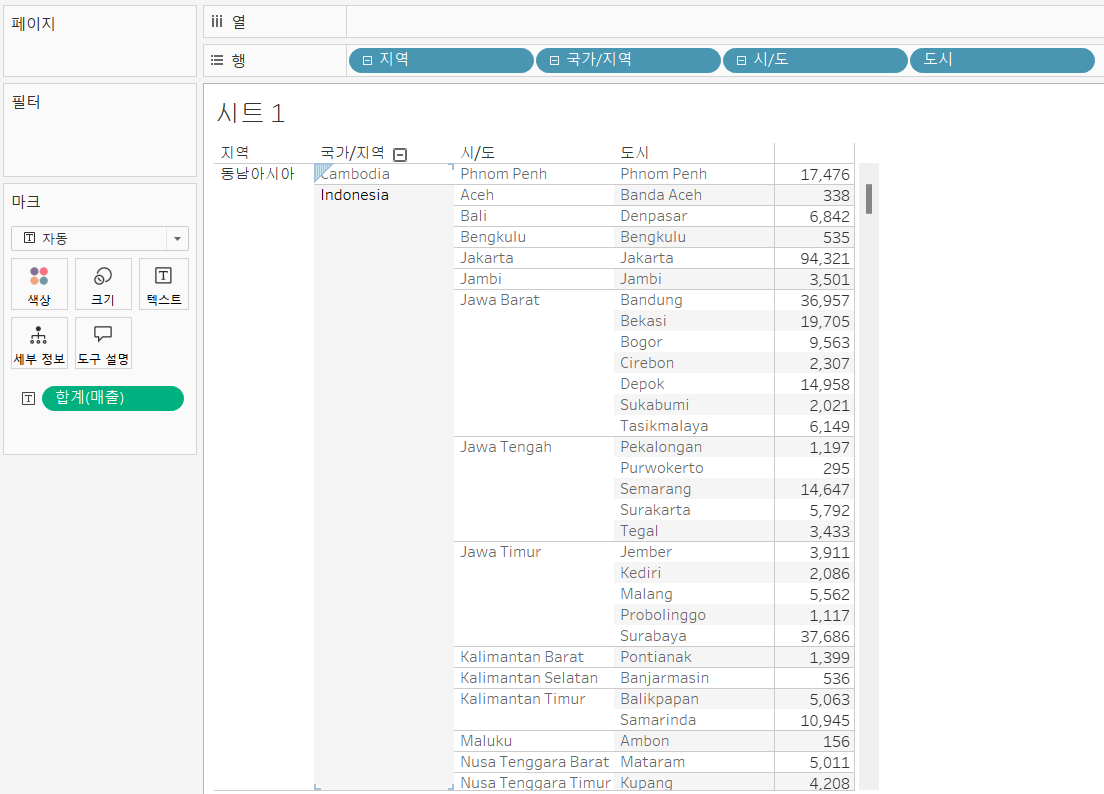 페이지
iii 열
행 지역 국가/지역 시/도 도시
필터
마크
자동
색상 크기 텍스트
세부 정보 도구 설명
합계(매출)
시트 1
지역 국가/지역 시/도 도시
동남아시아 Cambodia Phnom Penh Phnom Penh 17,476
Indonesia Aceh Banda Aceh 338
Bali Denpasar 6,842
Bengkulu Bengkulu 535
Jakarta Jakarta 94,321
Jambi Jambi 3,501
Jawa Barat Bandung 36,957
Bekasi 19,705
Bogor 9,563
Cirebon 2,307
Depok 14,958
Sukabumi 2,021
Tasikmalaya 6,149
Jawa Tengah Pekalongan 1,197
Purwokerto 295
Semarang 14,647
Surakarta 5,792
Tegal 3,433
Jawa Timur Jember 3,911
Kediri 2,086
Malang 5,562
Probolinggo 1,117
Surabaya 37,686
Kalimantan Barat Pontianak 1,399
Kalimantan Selatan Banjarmasin 536
Kalimantan Timur Balikpapan 5,063
Samarinda 10,945
Maluku Ambon 156
Nusa Tenggara Barat Mataram 5,011
Nusa Tenggara Timur Kupang 4,208